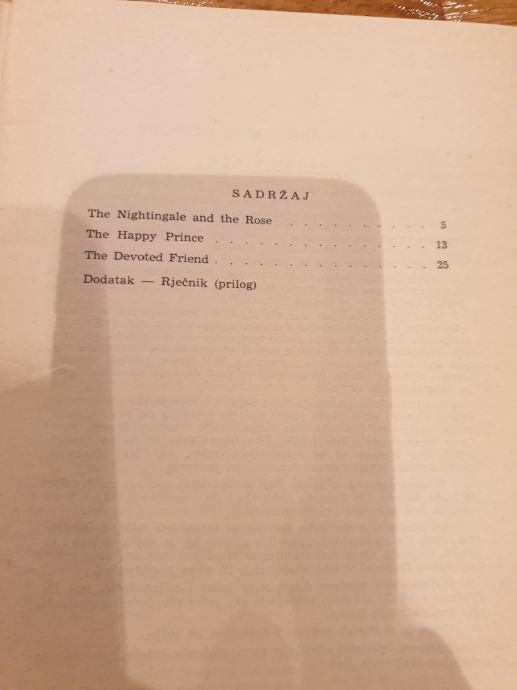 SADRŽAJ
The Nightingale and the Rose . . . . . . . . 5
The Happy Prince . . . . . . . . . . . . . 13
The Devoted Friend . . . . . . . . . . . . . 25
Dodatak — Rječnik (prilog)